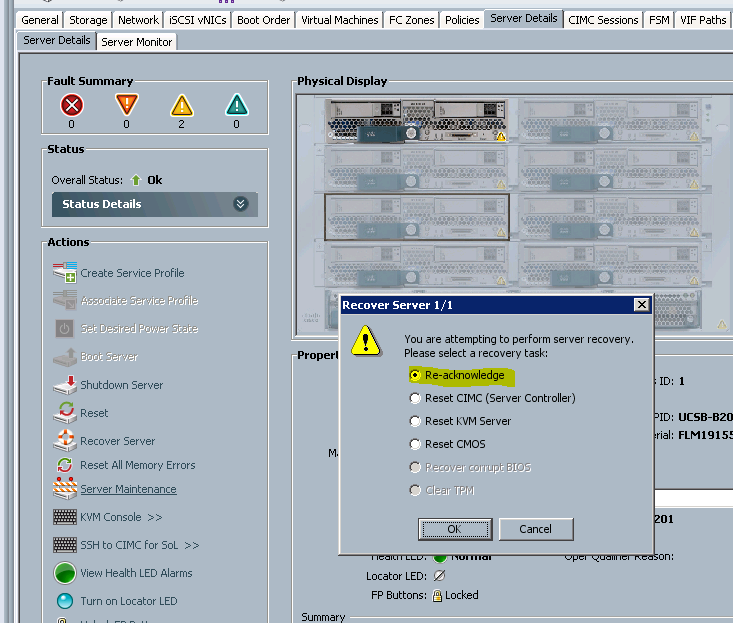 General Storage Network iSCSI vNICs Boot Order Virtual Machines FC Zones Policies Server Details CIMC Sessions FSM VIF Paths
Server Details Server Monitor
Fault Summary
0 0 2 0
Status
Overall Status: Ok
Status Details
Actions
Create Service Profile
Associate Service Profile
Set Desired Power State
Boot Server
Shutdown Server
Reset
Recover Server
Reset All Memory Errors
Server Maintenance
KVM Console >>
SSH to CIMC for SoL >>
View Health LED Alarms
Turn on Locator LED
Physical Display
Recover Server 1/1
You are attempting to perform server recovery.
Please select a recovery task:
Re-acknowledge
Reset CIMC (Server Controller)
Reset KVM Server
Reset CMOS
Recover corrupt BIOS
Clear TPM
OK Cancel
Propert
ID: 1
PID: UCSB-B20
erial: FLM19155
Ma
201
Health LED: Normal
Oper Qualifier Reason:
Locator LED:
FP Buttons: Locked
Summary